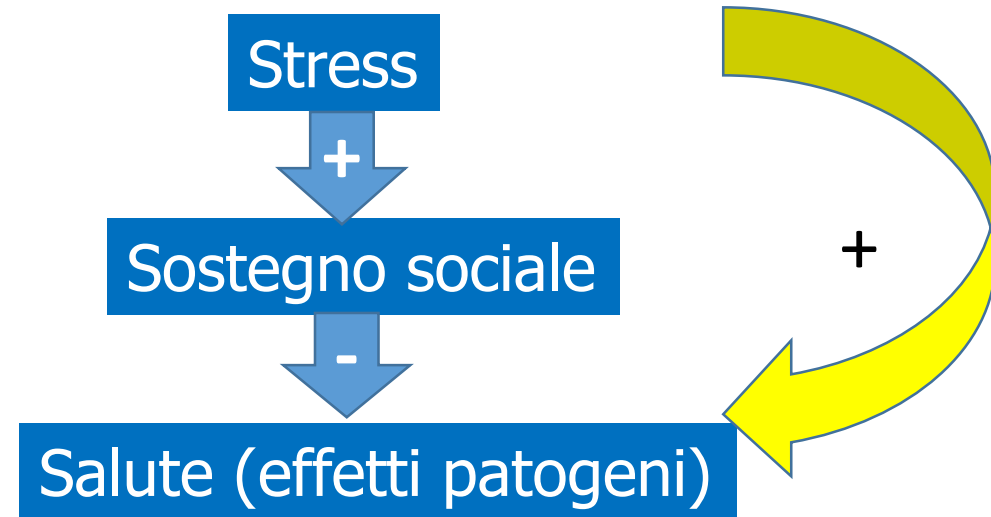 Stress
+
Sostegno sociale
+
-
Salute (effetti patogeni)